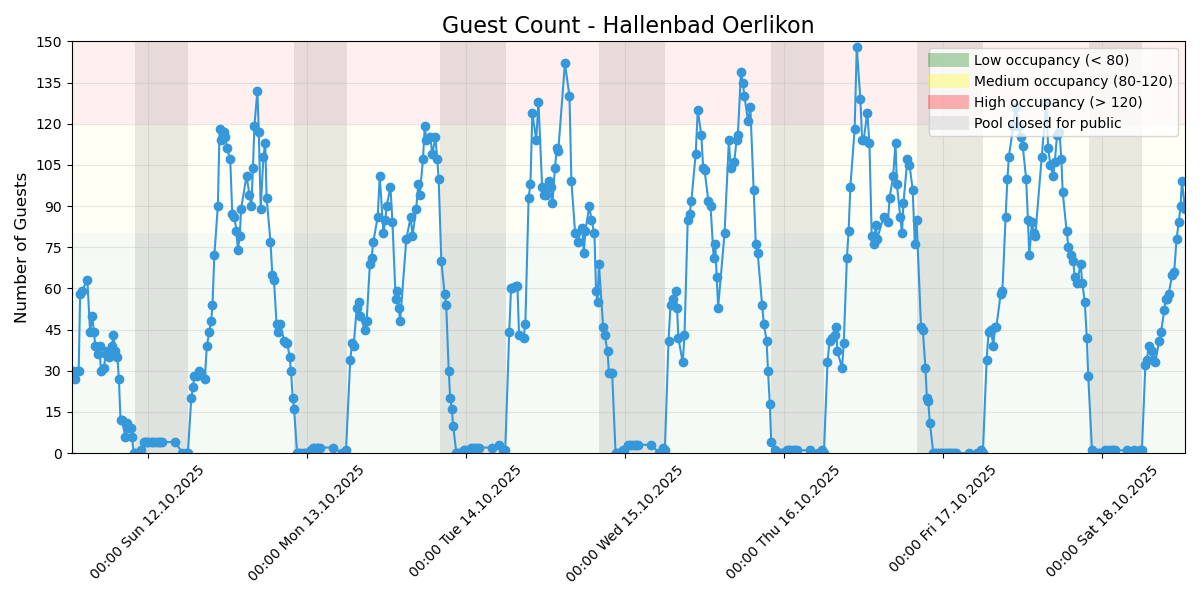 Guest Count - Hallenbad Oerlikon
Number of Guests
150
135
120
105
90
75
60
45
30
15
0
Low occupancy (< 80)
Medium occupancy (80-120)
High occupancy (> 120)
Pool closed for public
00:00 Sun 12.10.2025
00:00 Mon 13.10.2025
00:00 Tue 14.10.2025
00:00 Wed 15.10.2025
00:00 Thu 16.10.2025
00:00 Fri 17.10.2025
00:00 Sat 18.10.2025